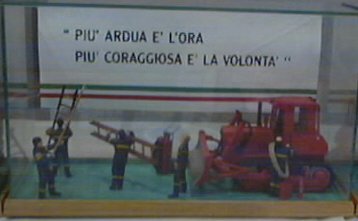 “ PIU' ARDUA E' L'ORA
PIU' CORAGGIOSA E' LA VOLONTA' “